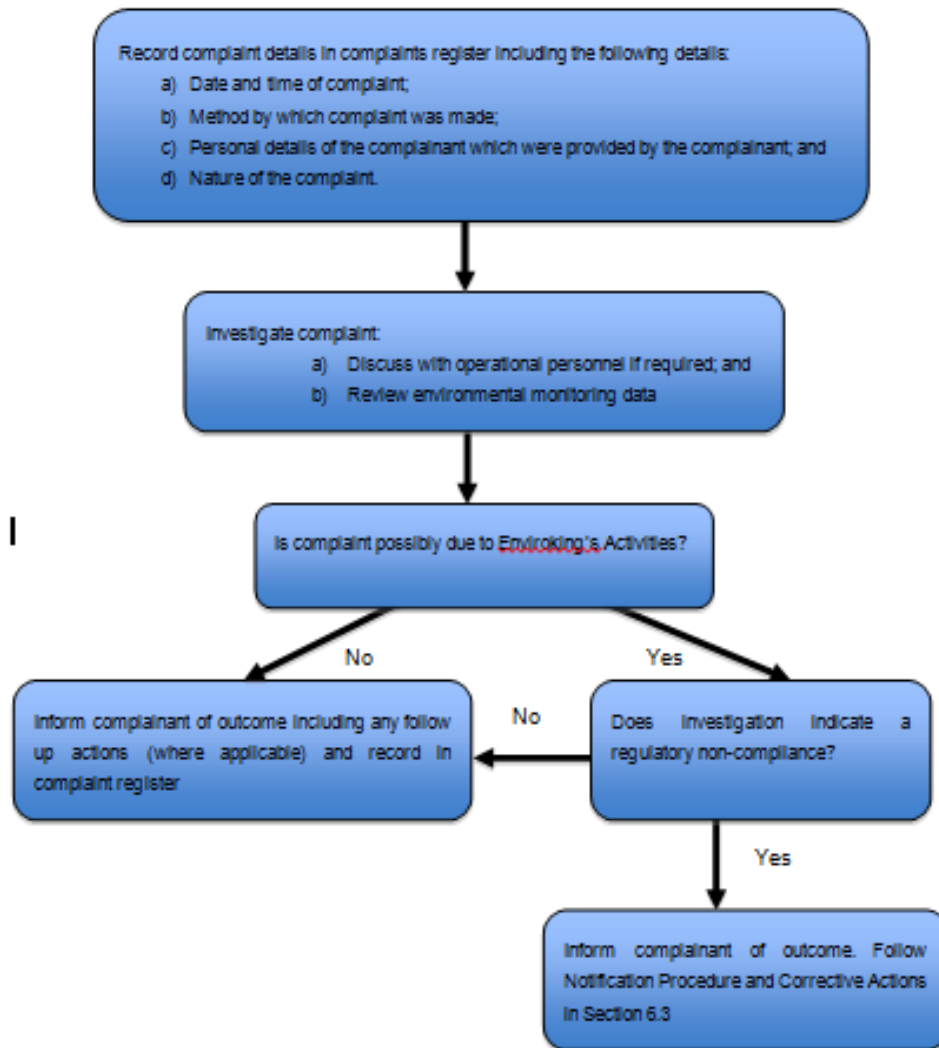 Record complaint details in complaints register including the following details:
a) Date and time of complaint;
b) Method by which complaint was made;
c) Personal details of the complainant which were provided by the complainant; and
d) Nature of the complaint.
Investigate complaint:
a) Discuss with operational personnel if required; and
b) Review environmental monitoring data
Is complaint possibly due to Enviroking's Activities?
No
Yes
Inform complainant of outcome including any follow
up actions (where applicable) and record in
complaint register
No
Does investigation indicate a
regulatory non-compliance?
Yes
Inform complainant of outcome. Follow
Notification Procedure and Corrective Actions
in Section 6.3